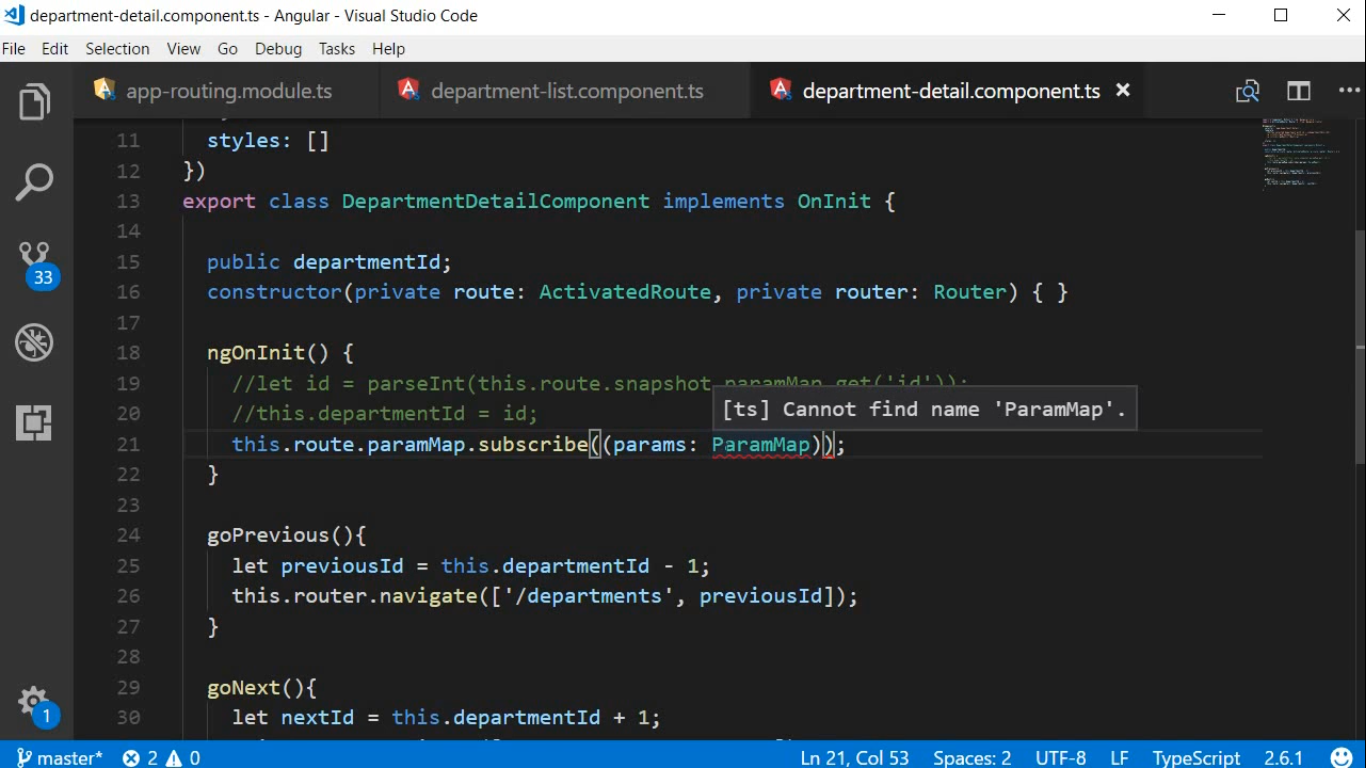 department-detail.component.ts - Angular - Visual Studio Code
File Edit Selection View Go Debug Tasks Help
app-routing.module.ts department-list.component.ts department-detail.component.ts
11 styles: []
12 })
13 export class DepartmentDetailComponent implements OnInit {
14
15 public departmentId;
16 constructor(private route: ActivatedRoute, private router: Router) { }
17
18 ngOnInit() {
19 //let id = parseInt(this.route.snapshot.paramMap.get('id'));
[ts] Cannot find name 'ParamMap'.
20 //this.departmentId = id;
21 this.route.paramMap.subscribe((params: ParamMap));
22 }
23
24 goPrevious(){
25 let previousId = this.departmentId - 1;
26 this.router.navigate(['/departments', previousId]);
27 }
28
29 goNext(){
30 let nextId = this.departmentId + 1;
33
1
master* 2 0 Ln 21, Col 53 Spaces: 2 UTF-8 LF TypeScript 2.6.1